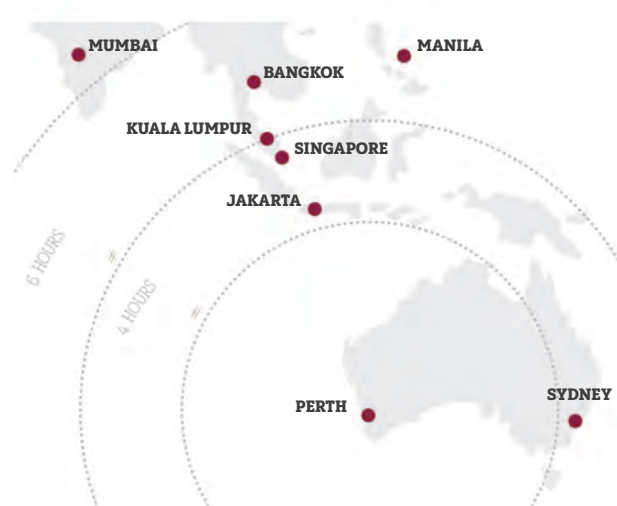 MUMBAI
MANILA
BANGKOK
KUALA LUMPUR
SINGAPORE
JAKARTA
6 HOURS
4 HOURS
PERTH
SYDNEY